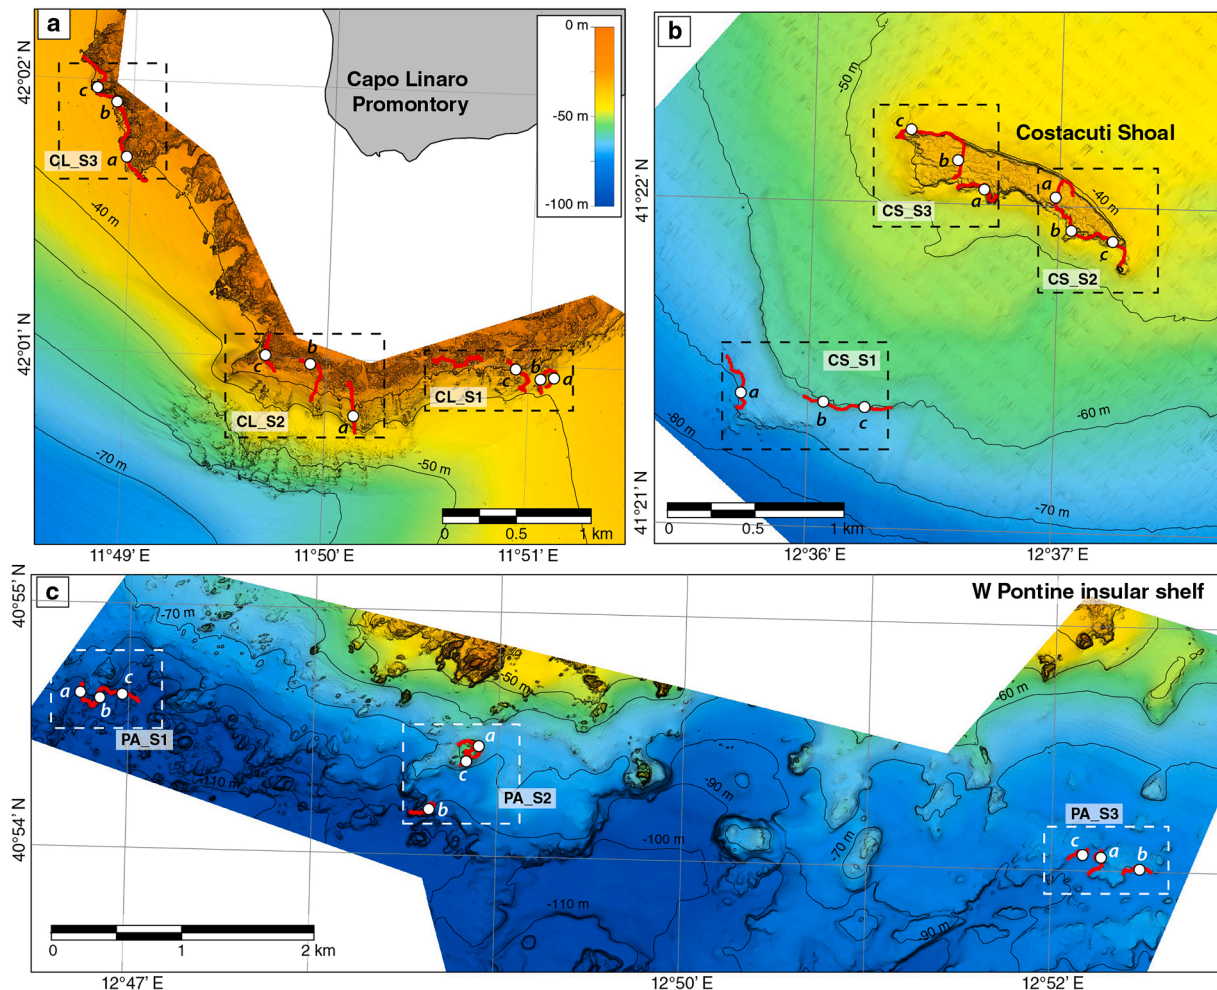 a
0 m
-50 m
-100 m
42°02' N
Capo Linaro
Promontory
c
b
CL_S3
a
-40 m
42°01' N
b
c
CL_S2
a
CL_S1
c
b
a
-50 m
-70 m
0
0.5
1 km
11°49' E
11°50' E
11°51' E
b
-50 m
Costacuti Shoal
c
b
a
CS_S3
41°22' N
a
-40 m
b
c
CS_S2
CS_S1
a
b
c
-60 m
-80 m
-70 m
41°21' N
0
0.5
1 km
12°36' E
12°37' E
c
W Pontine insular shelf
40°55' N
-70 m
-50 m
-60 m
a
b
c
PA_S1
a
c
b
PA_S2
-110 m
-90 m
-100 m
-70 m
PA_S3
c
a
b
40°54' N
-110 m
-90 m
0
1
2 km
12°47' E
12°50' E
12°52' E